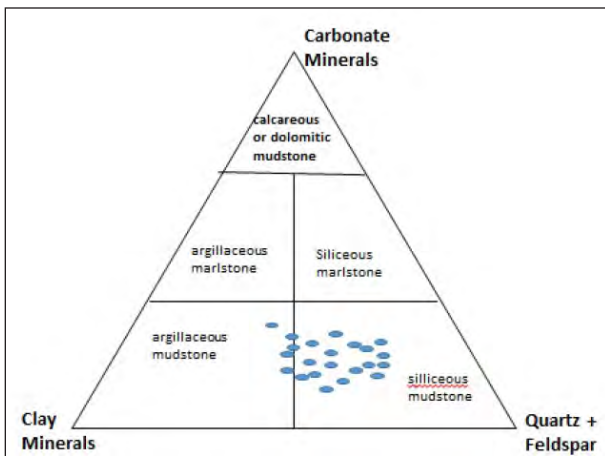 Carbonate
Minerals
calcareous
or dolomitic
mudstone
argillaceous
marlstone
Siliceous
marlstone
argillaceous
mudstone
silliceous
mudstone
Clay
Minerals
Quartz +
Feldspar